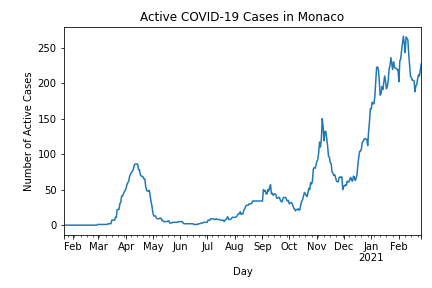 Active COVID-19 Cases in Monaco
Number of Active Cases
250
200
150
100
50
0
Feb Mar Apr May Jun Jul Aug Sep Oct Nov Dec Jan Feb
2021
Day